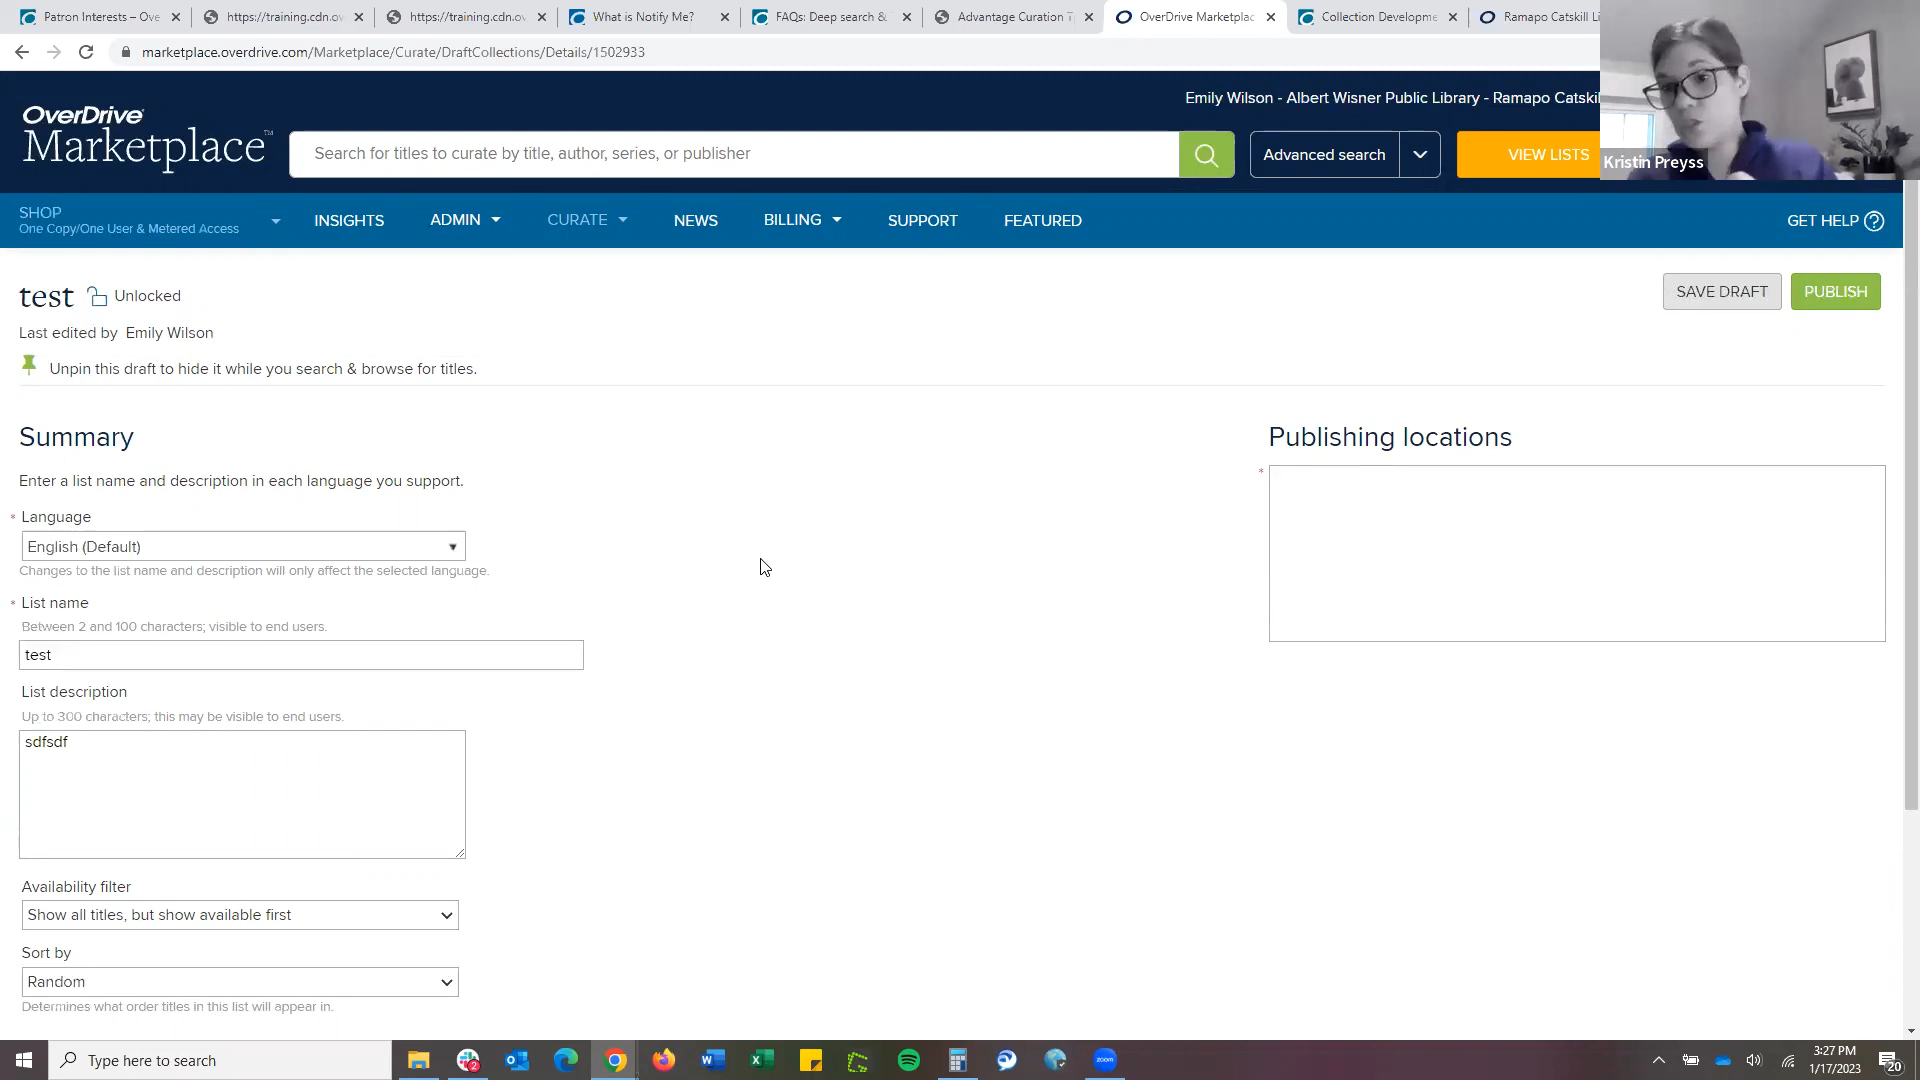 Patron Interests – Ove
https://training.cdn.ov
https://training.cdn.ov
What is Notify Me?
FAQs: Deep search &
Advantage Curation T
OverDrive Marketplac
Collection Developme
Ramapo Catskill Li
marketplace.overdrive.com/Marketplace/Curate/DraftCollections/Details/1502933
Emily Wilson - Albert Wisner Public Library - Ramapo Catskil
OverDrive
Marketplace™
Search for titles to curate by title, author, series, or publisher
Advanced search
VIEW LISTS
Kristin Preyss
SHOP
One Copy/One User & Metered Access
INSIGHTS
ADMIN
CURATE
NEWS
BILLING
SUPPORT
FEATURED
GET HELP
test
Unlocked
SAVE DRAFT
PUBLISH
Last edited by Emily Wilson
Unpin this draft to hide it while you search & browse for titles.
Summary
Publishing locations
Enter a list name and description in each language you support.
*
* Language
English (Default)
Changes to the list name and description will only affect the selected language.
* List name
Between 2 and 100 characters; visible to end users.
test
List description
Up to 300 characters; this may be visible to end users.
sdfsdf
Availability filter
Show all titles, but show available first
Sort by
Random
Determines what order titles in this list will appear in.
Type here to search
2
zoom
3:27 PM
1/17/2023
20